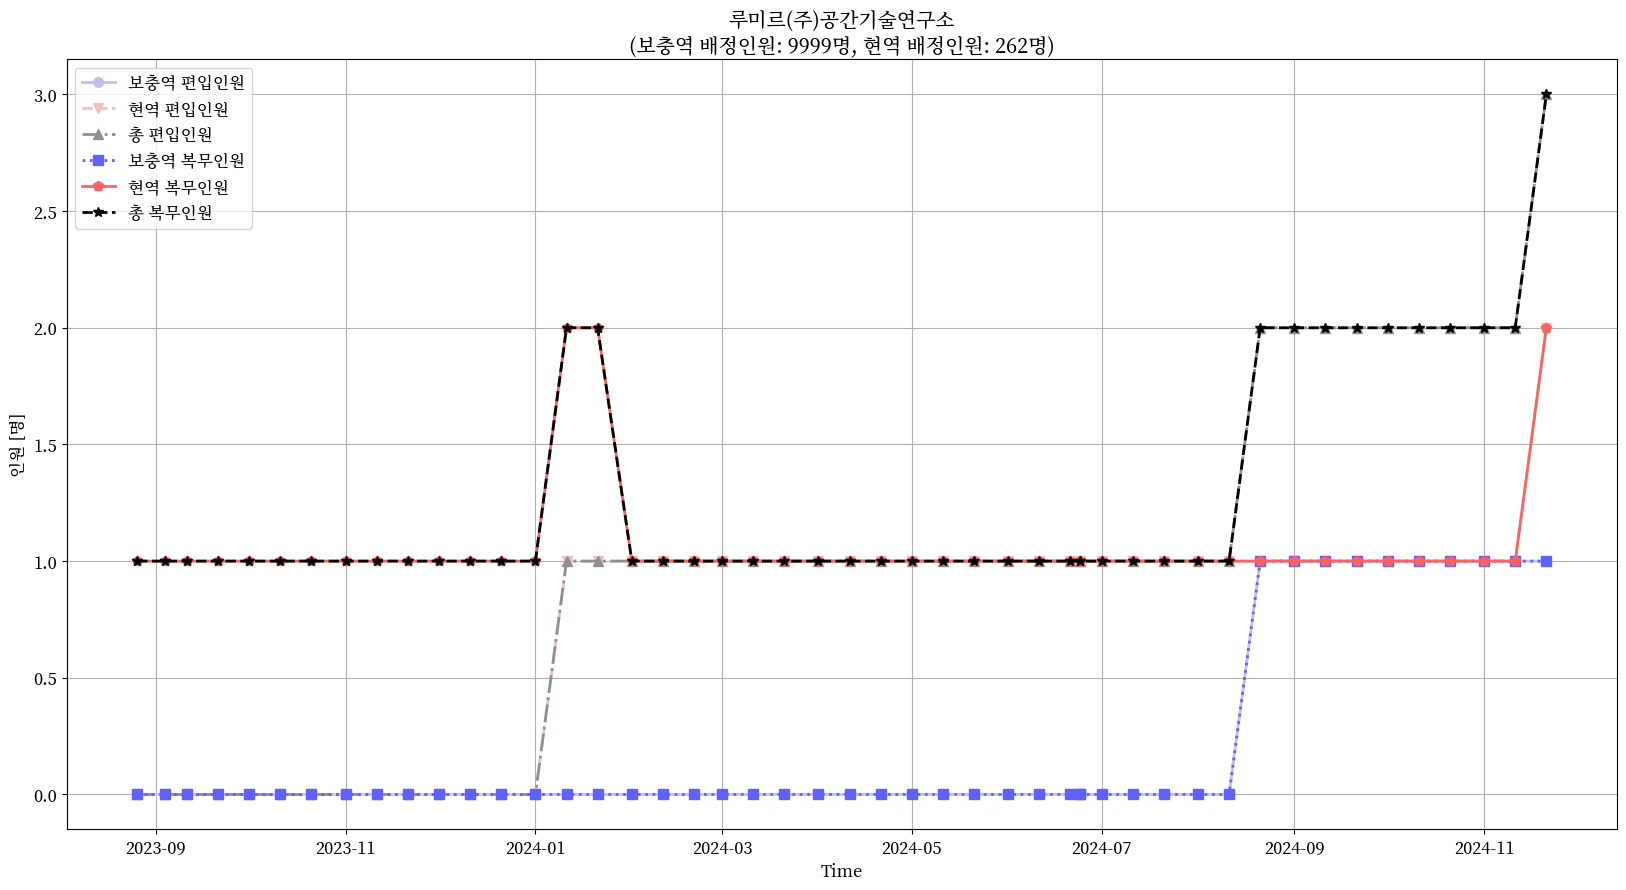 루미르(주)공간기술연구소
(보충역 배정인원: 9999명, 현역 배정인원: 262명)
보충역 편입인원
현역 편입인원
총 편입인원
보충역 복무인원
현역 복무인원
총 복무인원
인원 [명]
3.0
2.5
2.0
1.5
1.0
0.5
0.0
2023-09
2023-11
2024-01
2024-03
2024-05
2024-07
2024-09
2024-11
Time